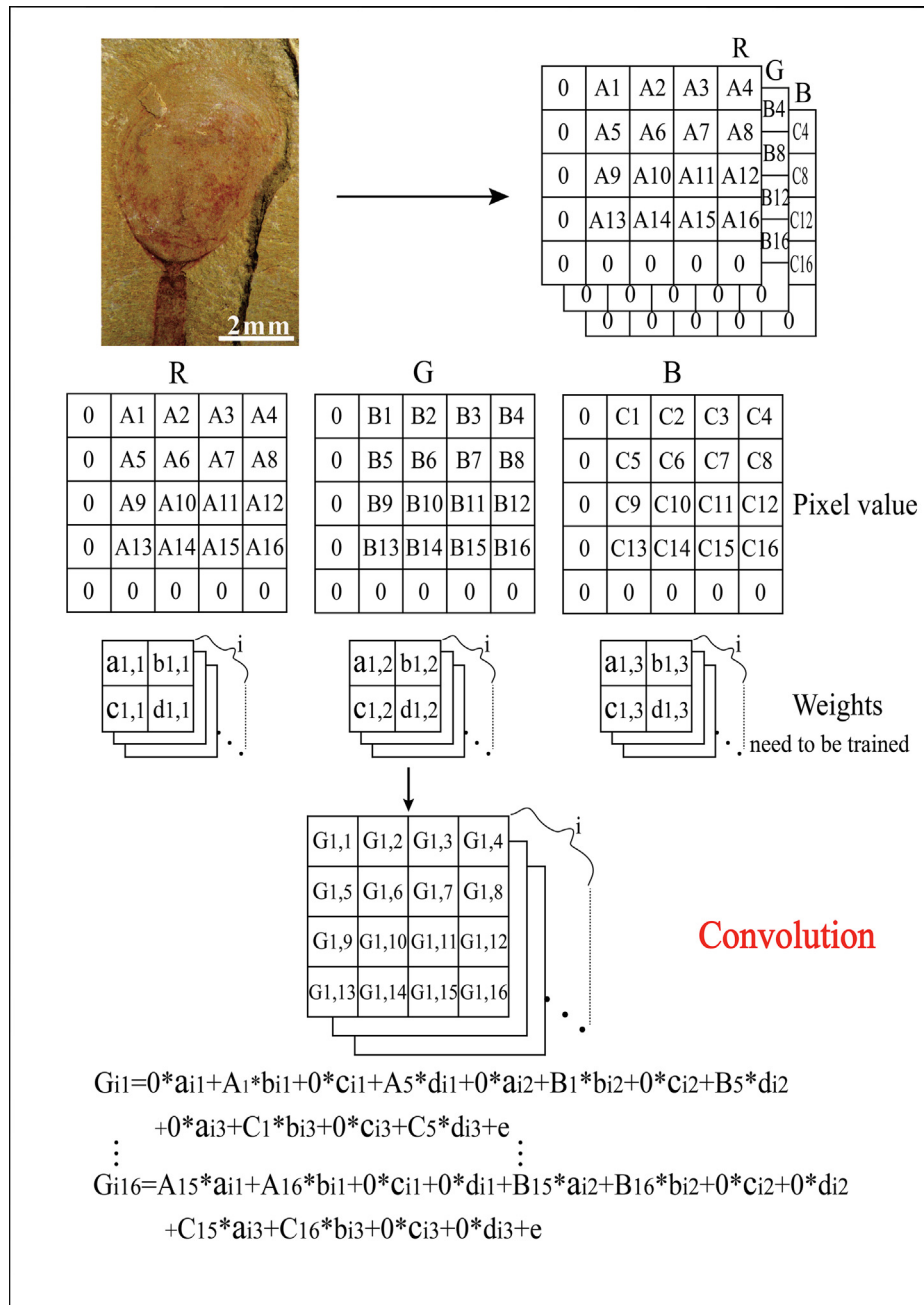 R
G
B
0 A1 A2 A3 A4
B4
C4
0 A5 A6 A7 A8
B8
C8
0 A9 A10 A11 A12
B12
C12
0 A13 A14 A15 A16
B16
C16
0 0 0 0 0
0 0 0 0 0
0 0 0 0 0
2mm
R G B
0 A1 A2 A3 A4 0 B1 B2 B3 B4 0 C1 C2 C3 C4
0 A5 A6 A7 A8 0 B5 B6 B7 B8 0 C5 C6 C7 C8
0 A9 A10 A11 A12 0 B9 B10 B11 B12 0 C9 C10 C11 C12 Pixel value
0 A13 A14 A15 A16 0 B13 B14 B15 B16 0 C13 C14 C15 C16
0 0 0 0 0 0 0 0 0 0 0 0 0 0 0
i i i
a1,1 b1,1 a1,2 b1,2 a1,3 b1,3
c1,1 d1,1 c1,2 d1,2 c1,3 d1,3 Weights
need to be trained
i
G1,1 G1,2 G1,3 G1,4
G1,5 G1,6 G1,7 G1,8
G1,9 G1,10 G1,11 G1,12 Convolution
G1,13 G1,14 G1,15 G1,16
Gi1=0*ai1+A1*bi1+0*ci1+A5*di1+0*ai2+B1*bi2+0*ci2+B5*di2
+0*ai3+C1*bi3+0*ci3+C5*di3+e
Gi16=A15*ai1+A16*bi1+0*ci1+0*di1+B15*ai2+B16*bi2+0*ci2+0*di2
+C15*ai3+C16*bi3+0*ci3+0*di3+e